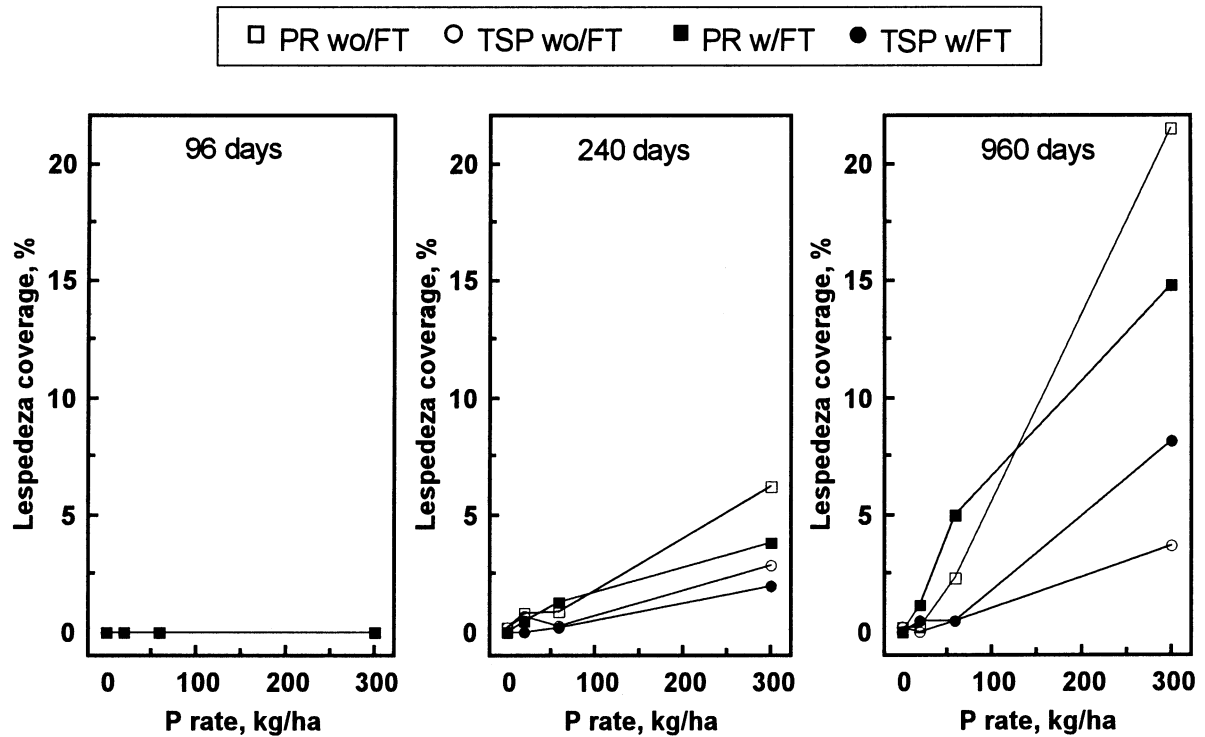 PR wo/FT TSP wo/FT PR w/FT TSP w/FT
96 days
20
15
10
5
0
Lespedeza coverage, %
0 100 200 300
P rate, kg/ha
240 days
20
15
10
5
0
Lespedeza coverage, %
0 100 200 300
P rate, kg/ha
960 days
20
15
10
5
0
Lespedeza coverage, %
0 100 200 300
P rate, kg/ha